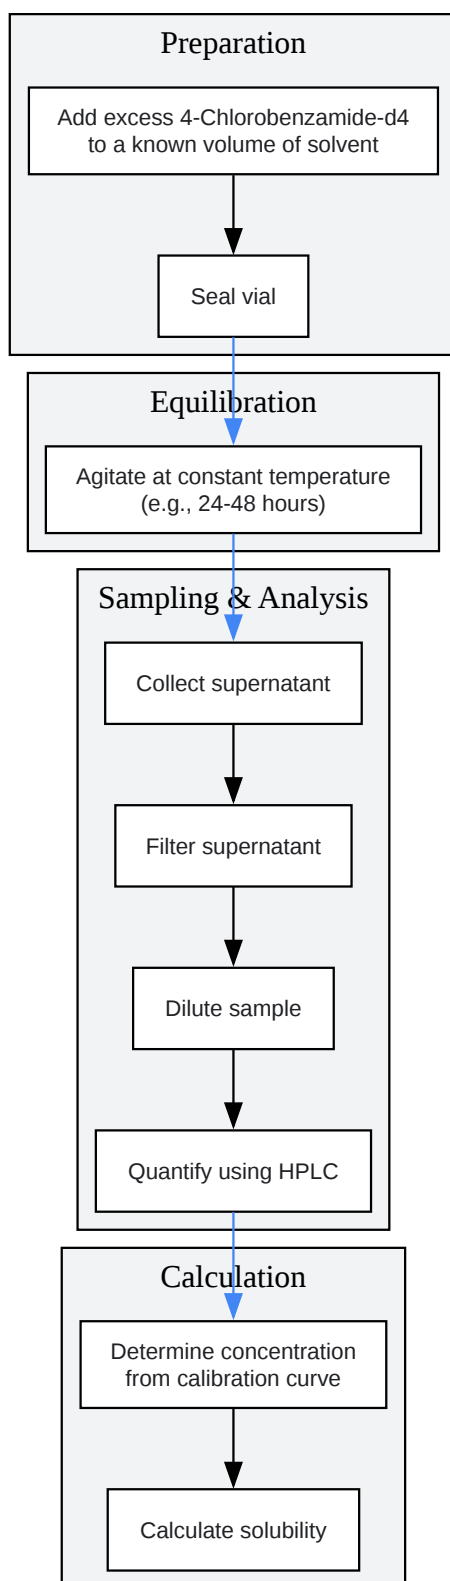 Preparation
Add excess 4-Chlorobenzamide-d4
to a known volume of solvent
Seal vial
Equilibration
Agitate at constant temperature
(e.g., 24-48 hours)
Sampling & Analysis
Collect supernatant
Filter supernatant
Dilute sample
Quantify using HPLC
Calculation
Determine concentration
from calibration curve
Calculate solubility